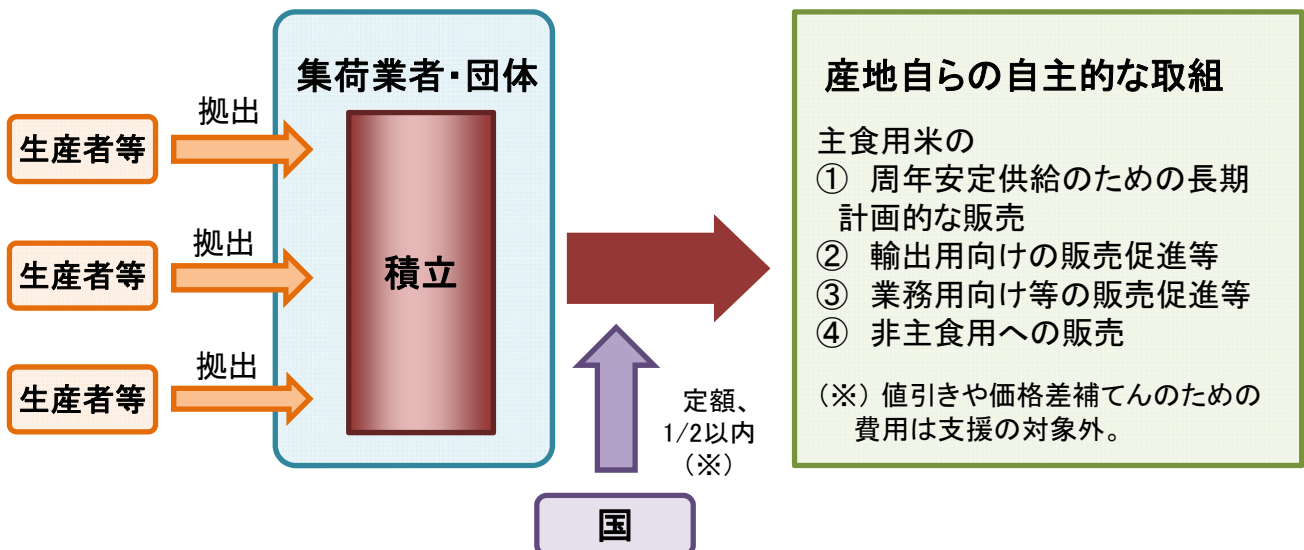 集荷業者・団体
生産者等
拠出
生産者等
拠出
生産者等
拠出
積立
定額、
1/2以内
(※)
国
産地自らの自主的な取組
主食用米の
① 周年安定供給のための長期
計画的な販売
② 輸出用向けの販売促進等
③ 業務用向け等の販売促進等
④ 非主食用への販売
(※) 値引きや価格差補てんのための
費用は支援の対象外。